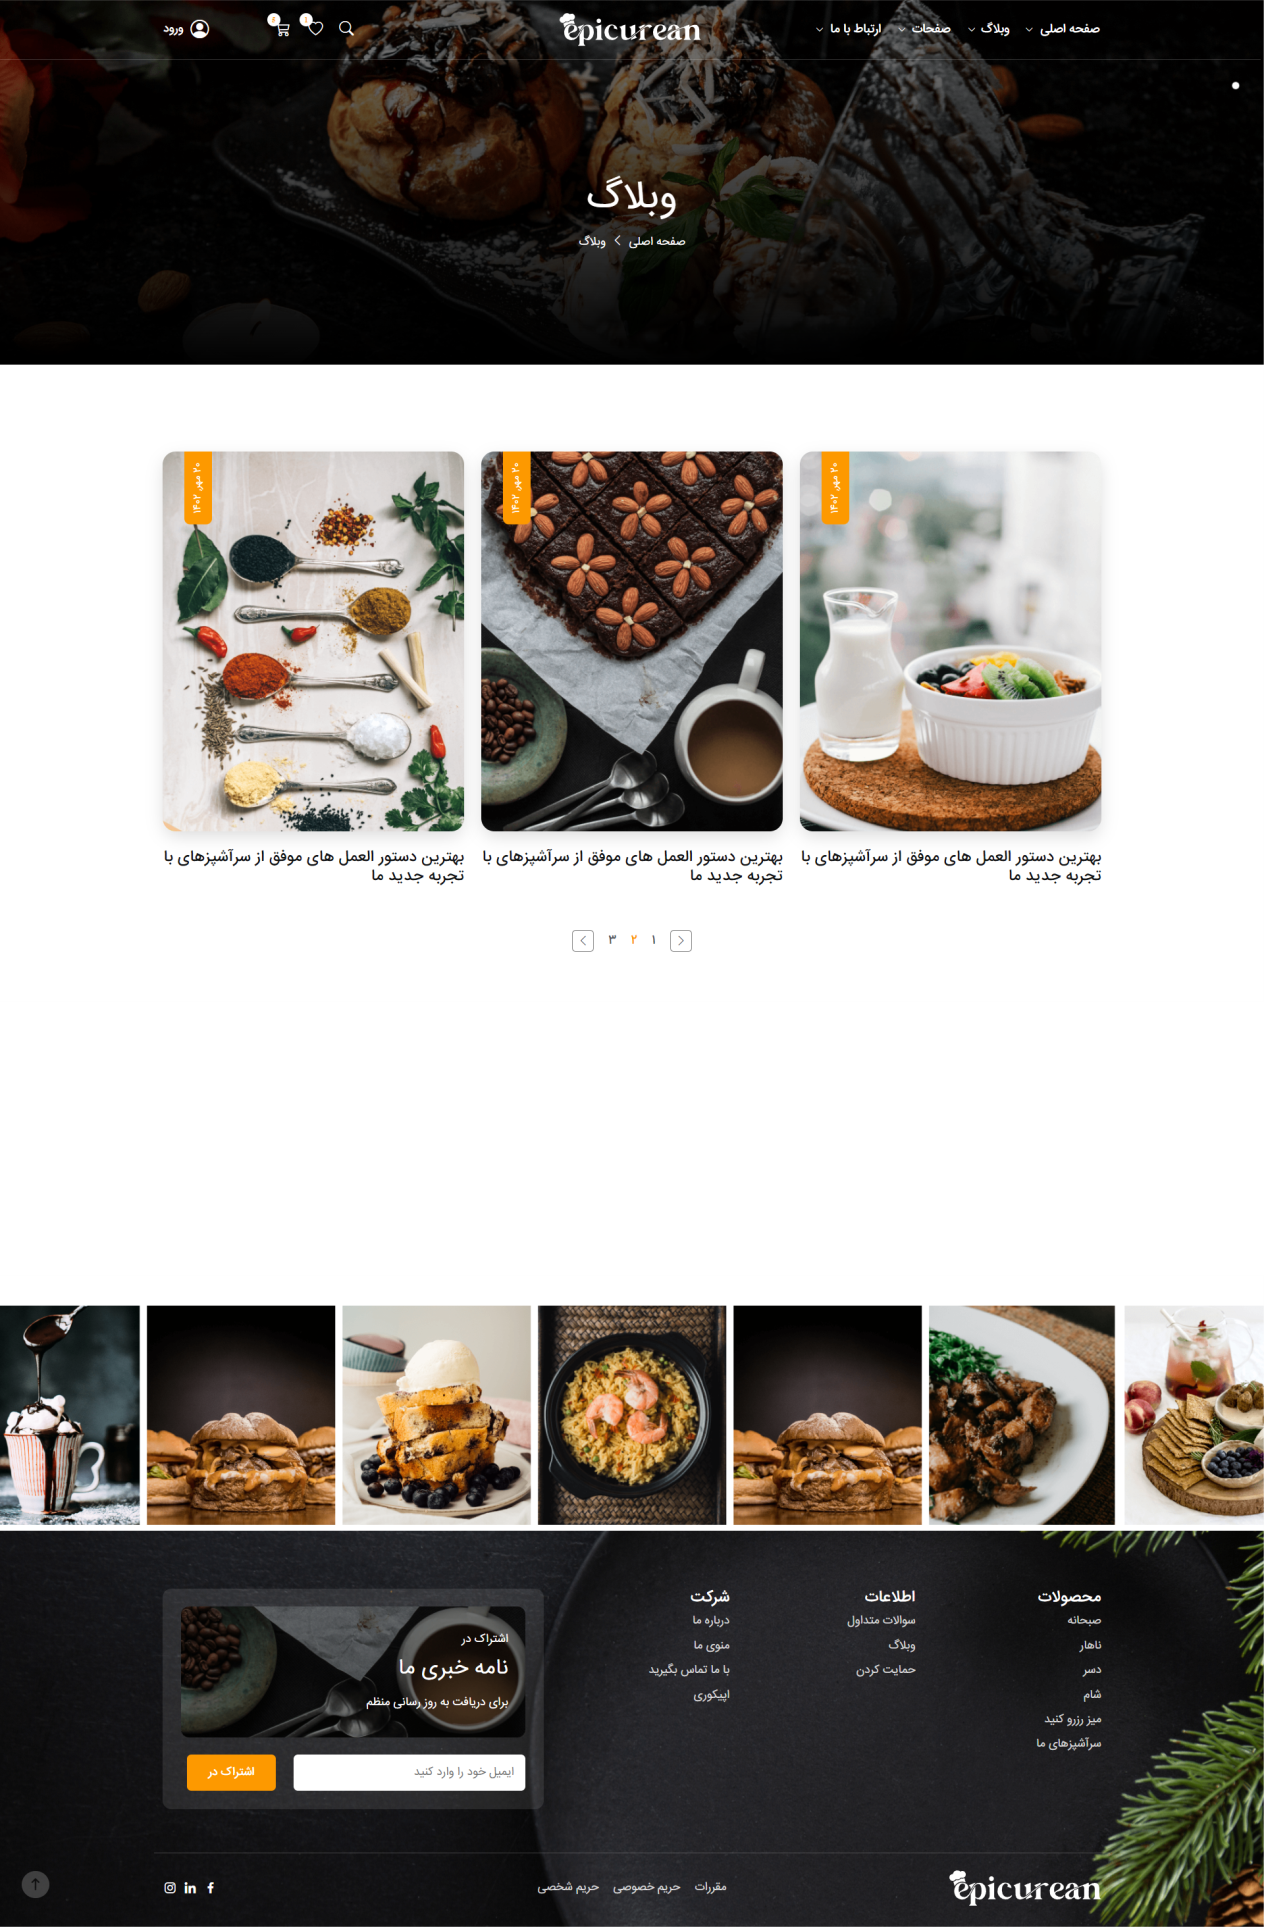 صفحه اصلی
وبلاگ
صفحات
ارتباط با ما
epicurean
۱
۴
ورود
وبلاگ
صفحه اصلی
وبلاگ
۲۰ مهر, ۱۴۰۲
۲۰ مهر, ۱۴۰۲
۲۰ مهر, ۱۴۰۲
بهترین دستور العمل های موفق از سرآشپزهای با
تجربه جدید ما
بهترین دستور العمل های موفق از سرآشپزهای با
تجربه جدید ما
بهترین دستور العمل های موفق از سرآشپزهای با
تجربه جدید ما
۱
۲
۳
محصولات
صبحانه
ناهار
دسر
شام
میز رزرو کنید
سرآشپزهای ما
اطلاعات
سوالات متداول
وبلاگ
حمایت کردن
شرکت
درباره ما
منوی ما
با ما تماس بگیرید
اپیکوری
اشتراک در
نامه خبری ما
برای دریافت به روز رسانی منظم
ایمیل خود را وارد کنید
اشتراک در
epicurean
مقررات
حریم خصوصی
حریم شخصی